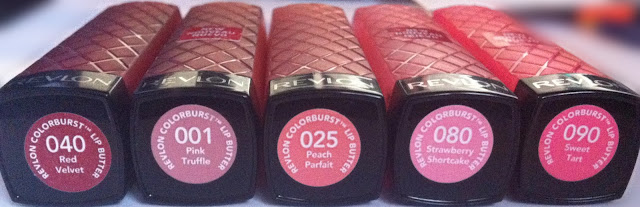 REVLON
REVLON COLORBURST™ LIP BUTTER
040
Red
Velvet
REVLON
REVLON COLORBURST™ LIP BUTTER
001
Pink
Truffle
REVLON
REVLON COLORBURST™ LIP BUTTER
025
Peach
Parfait
REVLON
REVLON COLORBURST™ LIP BUTTER
080
Strawberry
Shortcake
REVLON
REVLON COLORBURST™ LIP BUTTER
090
Sweet
Tart